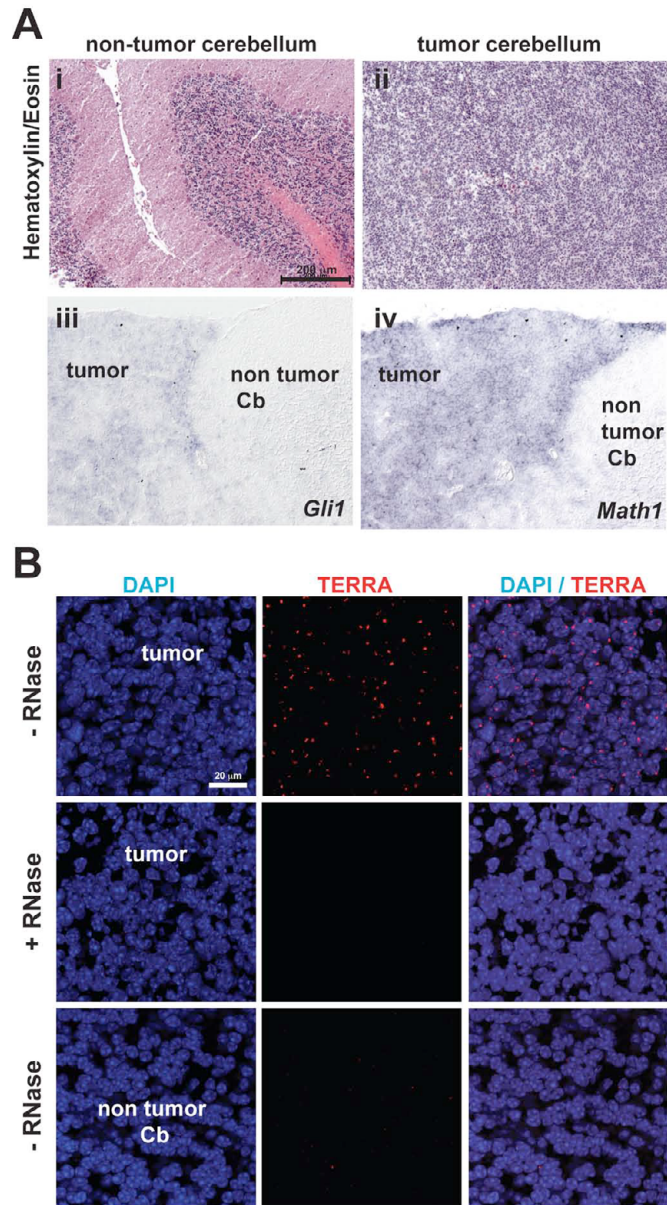 A
non-tumor cerebellum
tumor cerebellum
Hematoxylin/Eosin
i
ii
200 µm
iii
iv
tumor
non tumor
Cb
Gli1
tumor
non
tumor
Cb
Math1
B
DAPI
TERRA
DAPI / TERRA
- RNase
tumor
20 µm
+ RNase
tumor
- RNase
non tumor
Cb